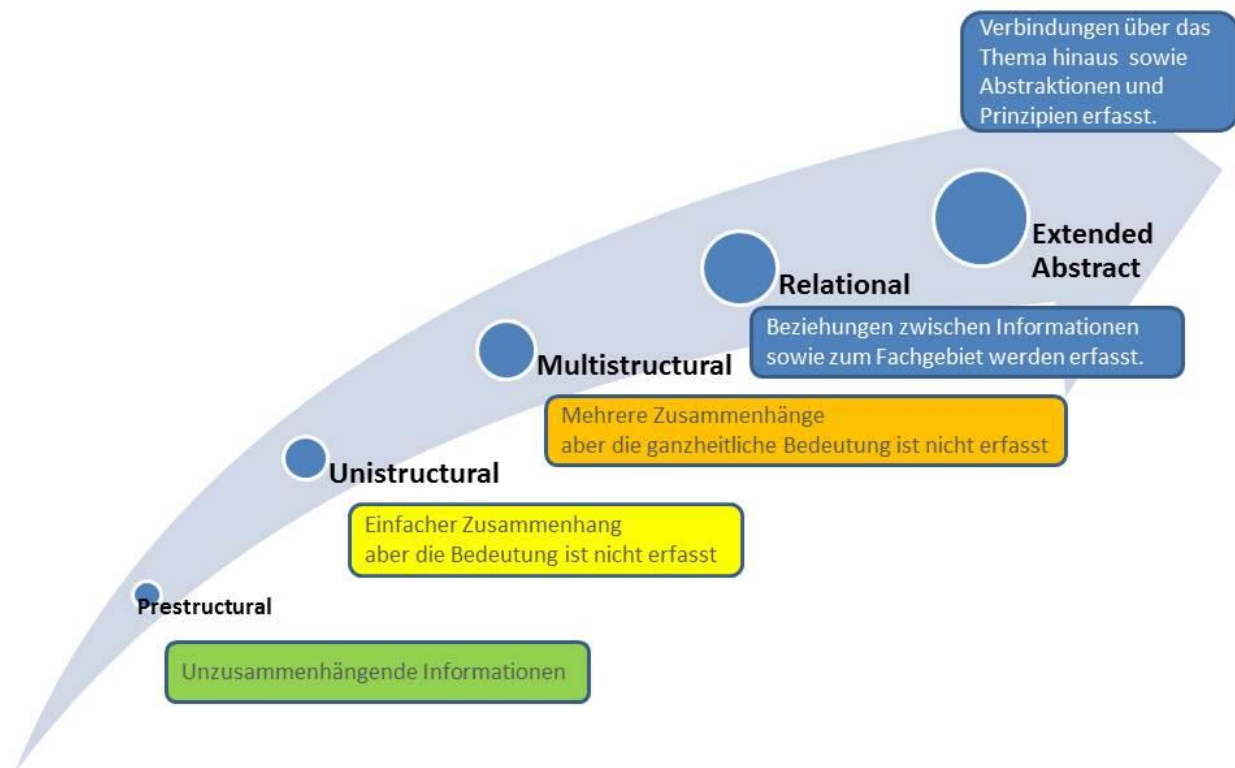 Verbindungen über das
Thema hinaus sowie
Abstraktionen und
Prinzipien erfasst.
Extended
Abstract
Relational
Beziehungen zwischen Informationen
sowie zum Fachgebiet werden erfasst.
Multistructural
Mehrere Zusammenhänge
aber die ganzheitliche Bedeutung ist nicht erfasst
Unistructural
Einfacher Zusammenhang
aber die Bedeutung ist nicht erfasst
Prestructural
Unzusammenhängende Informationen